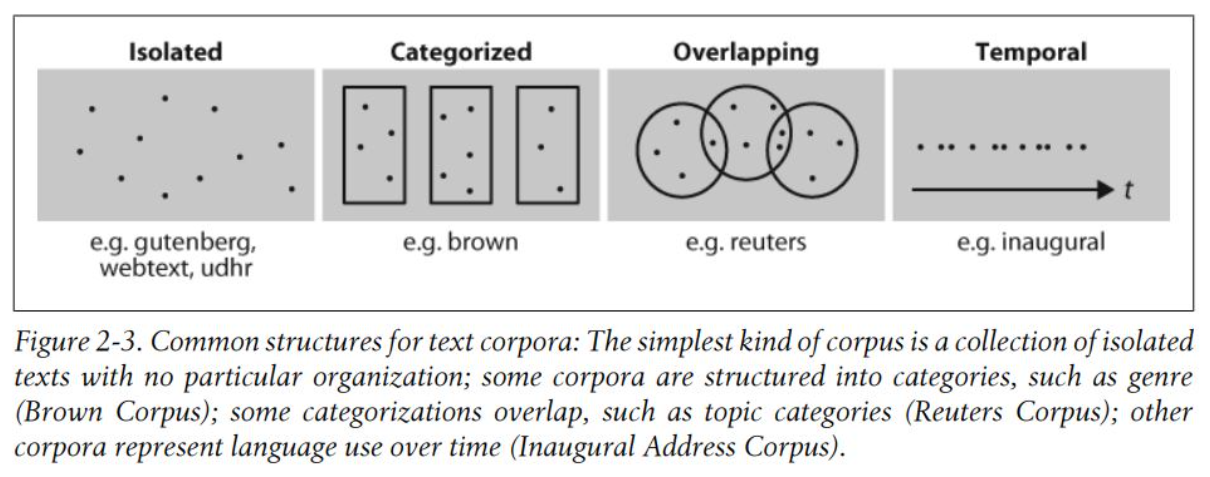 Isolated Categorized Overlapping Temporal
t
e.g. gutenberg, e.g. brown e.g. reuters e.g. inaugural
webtext, udhr
Figure 2-3. Common structures for text corpora: The simplest kind of corpus is a collection of isolated
texts with no particular organization; some corpora are structured into categories, such as genre
(Brown Corpus); some categorizations overlap, such as topic categories (Reuters Corpus); other
corpora represent language use over time (Inaugural Address Corpus).